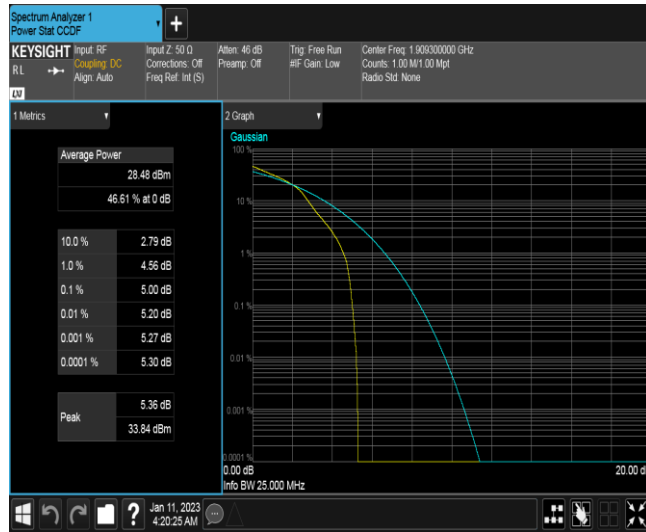 Spectrum Analyzer 1
Power Stat CCDF
KEYSIGHT
RL
LXI
Input: RF
Coupling: DC
Align: Auto
Input Z: 50 Ω
Corrections: Off
Freq Ref: Int (S)
Atten: 46 dB
Preamp: Off
Trig: Free Run
#IF Gain: Low
Center Freq: 1.909300000 GHz
Counts: 1.00 M/1.00 Mpt
Radio Std: None
1 Metrics
Average Power
28.48 dBm
46.61 % at 0 dB
10.0 % 2.79 dB
1.0 % 4.56 dB
0.1 % 5.00 dB
0.01 % 5.20 dB
0.001 % 5.27 dB
0.0001 % 5.30 dB
Peak
5.36 dB
33.84 dBm
2 Graph
Gaussian
100 %
10 %
1 %
0.1 %
0.01 %
0.001 %
0.0001 %
0.00 dB
20.00 d
Info BW 25.000 MHz
?
Jan 11, 2023
4:20:25 AM